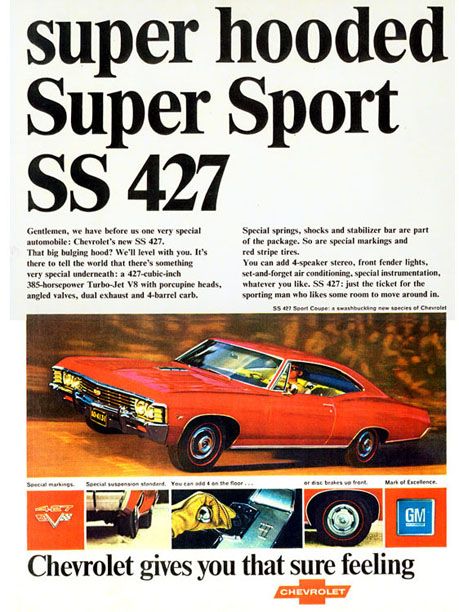 super hooded
Super Sport
SS 427
Gentlemen, we have before us one very special
automobile: Chevrolet's new SS 427.
That big bulging hood? We'll level with you. It's
there to tell the world that there's something
very special underneath: a 427-cubic-inch
385-horsepower Turbo-Jet V8 with porcupine heads,
angled valves, dual exhaust and 4-barrel carb.
Special springs, shocks and stabilizer bar are part
of the package. So are special markings and
red stripe tires.
You can add 4-speaker stereo, front fender lights,
set-and-forget air conditioning, special instrumentation,
whatever you like. SS 427: just the ticket for the
sporting man who likes some room to move around in.
SS 427 Sport Coupe: a swashbuckling new species of Chevrolet
Special markings.
Special suspension standard.
You can add 4 on the floor . . .
or disc brakes up front.
Mark of Excellence.
427
GM
Chevrolet gives you that sure feeling
CHEVROLET